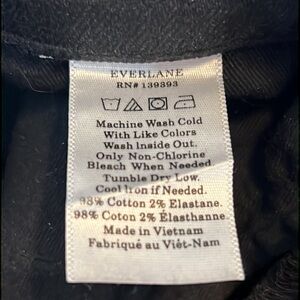 EVERLANE
RN# 139393
Machine Wash Cold
With Like Colors
Wash Inside Out.
Only Non-Chlorine
Bleach When Needed
Tumble Dry Low.
Cool Iron if Needed.
98% Cotton 2% Elastane.
98% Coton 2% Elasthanne.
Made in Vietnam
Fabriqué au Viét-Nam